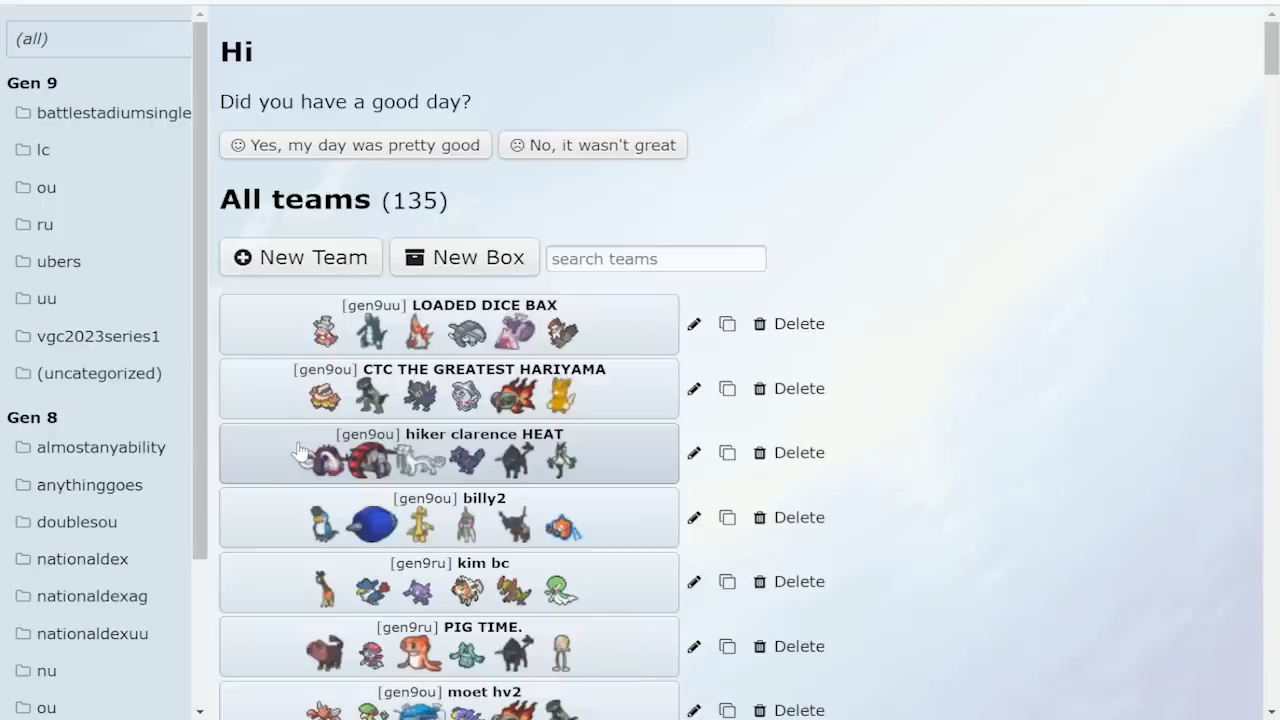 (all)
Gen 9
battlestadiumsingle
lc
ou
ru
ubers
uu
vgc2023series1
(uncategorized)
Gen 8
almostanyability
anythinggoes
doublesou
nationaldex
nationaldexag
nationaldexuu
nu
ou
Hi
Did you have a good day?
Yes, my day was pretty good
No, it wasn't great
All teams (135)
New Team
New Box
search teams
[gen9uu] LOADED DICE BAX
Delete
[gen9ou] CTC THE GREATEST HARIYAMA
Delete
[gen9ou] hiker clarence HEAT
Delete
[gen9ou] billy2
Delete
[gen9ru] kim bc
Delete
[gen9ru] PIG TIME.
Delete
[gen9ou] moet hv2
Delete